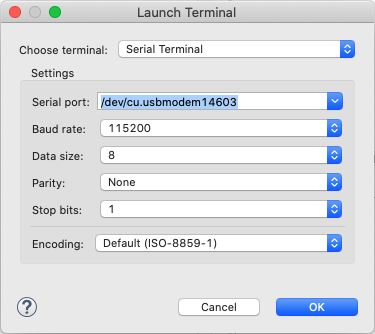 Launch Terminal
Choose terminal: Serial Terminal
Settings
Serial port: /dev/cu.usbmodem14603
Baud rate: 115200
Data size: 8
Parity: None
Stop bits: 1
Encoding: Default (ISO-8859-1)
? Cancel OK